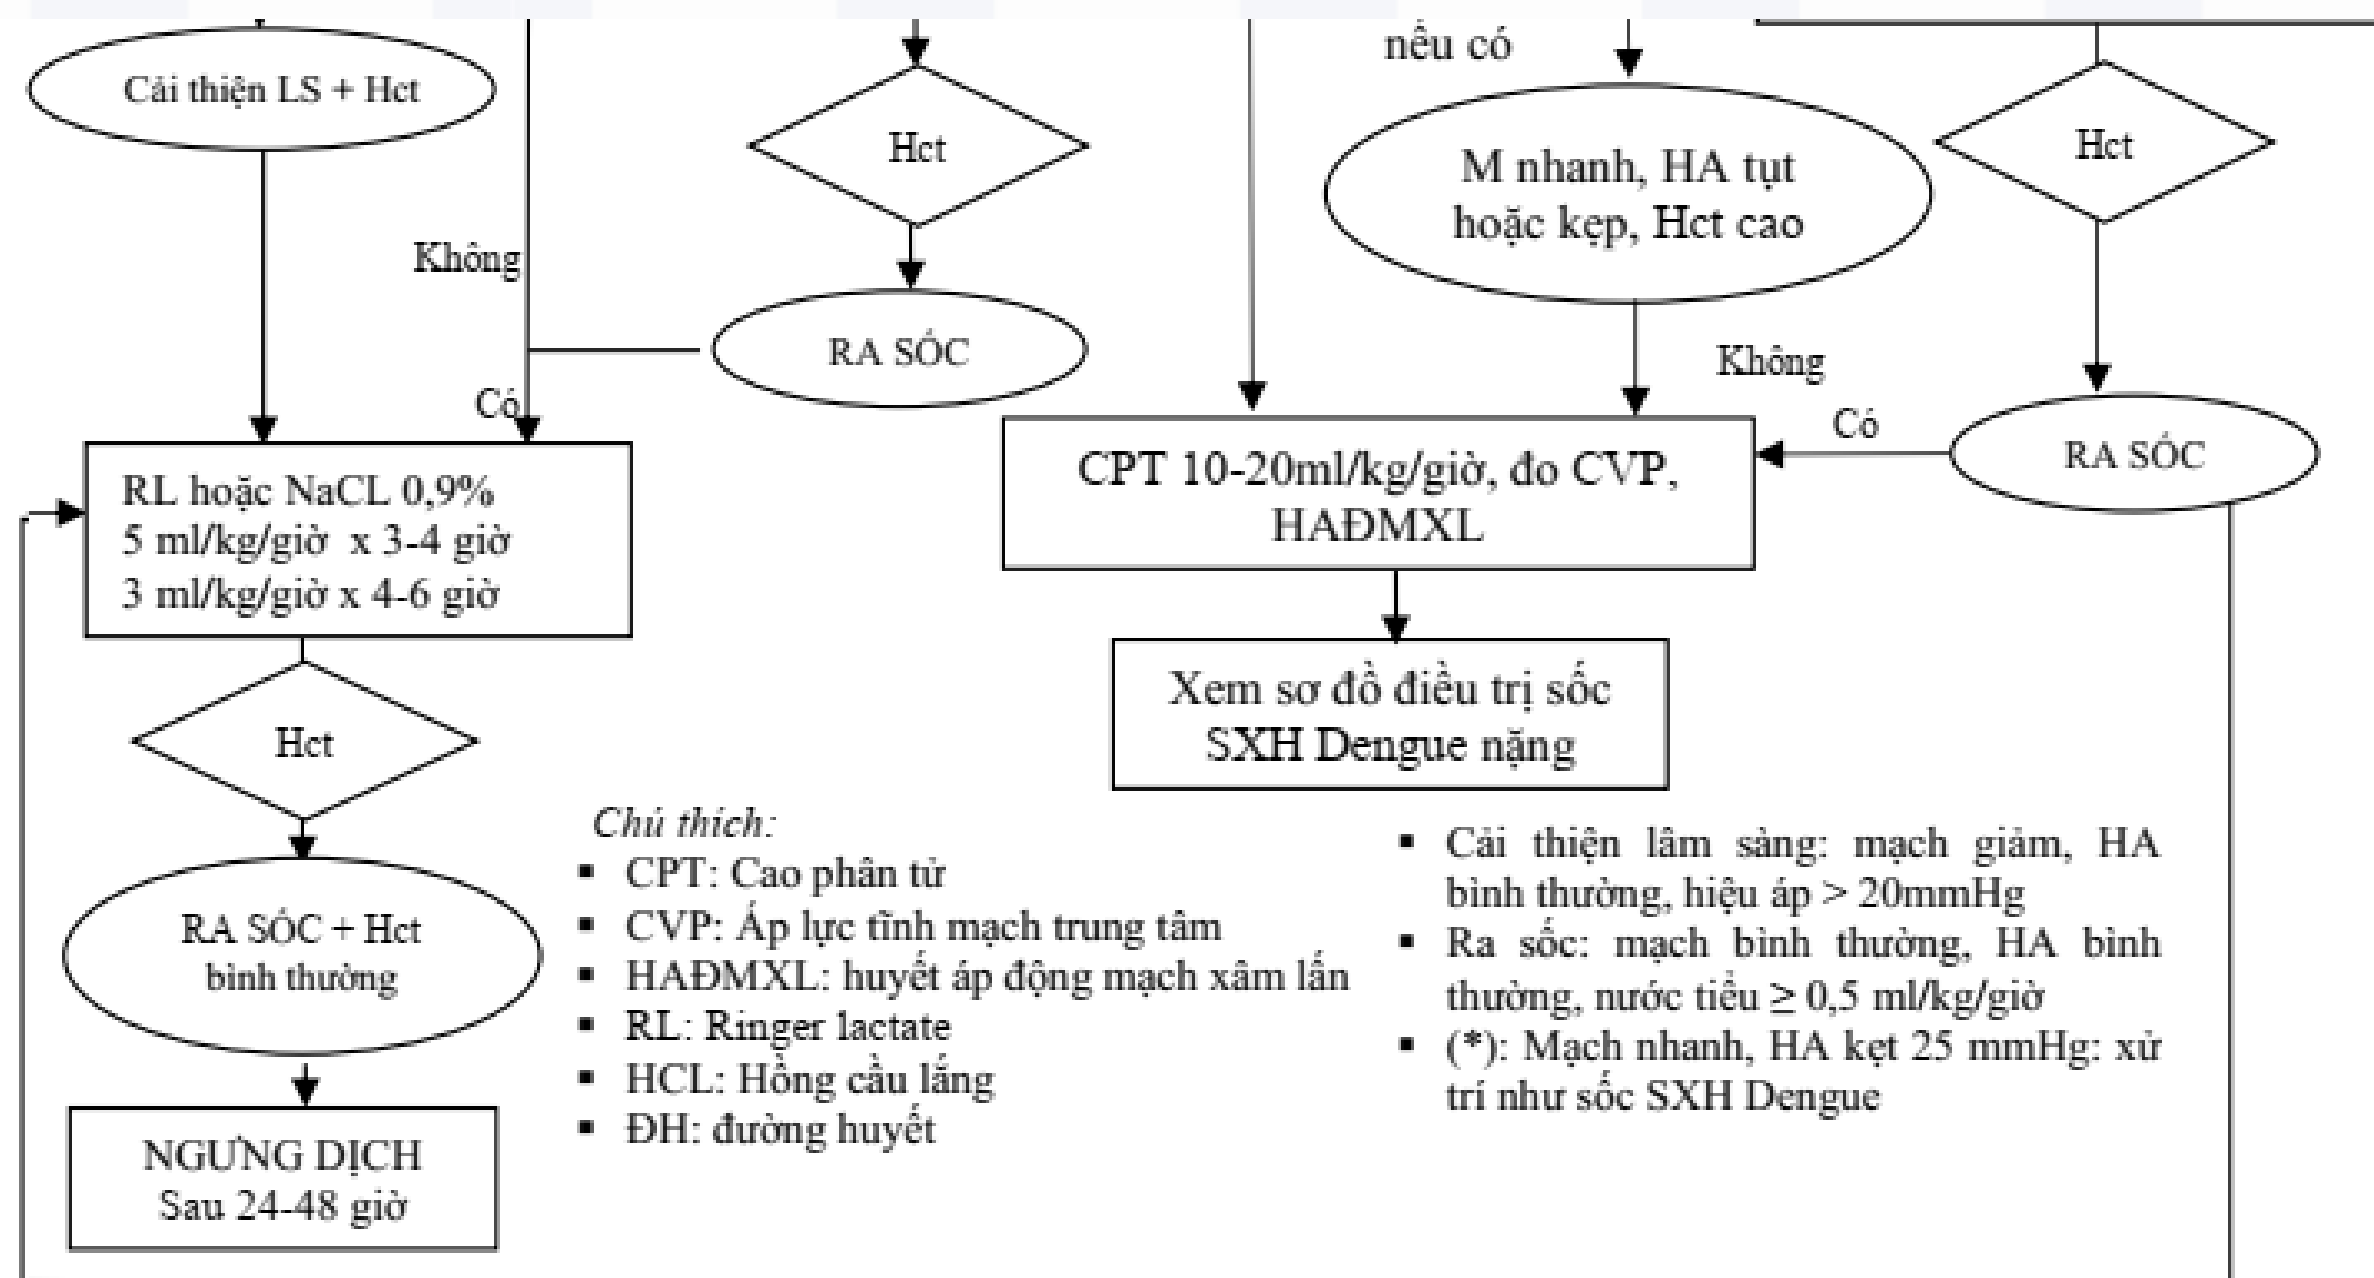 nếu có
Cải thiện LS + Hct
Hct
M nhanh, HA tụt
hoặc kẹp, Hct cao
Hct
Không
RA SỐC
Không
Có
Có
RA SỐC
RL hoặc NaCL 0,9%
5 ml/kg/giờ x 3-4 giờ
3 ml/kg/giờ x 4-6 giờ
CPT 10-20ml/kg/giờ, đo CVP,
HAĐMXL
Xem sơ đồ điều trị sốc
SXH Dengue nặng
Hct
RA SỐC + Hct
bình thường
NGƯNG DỊCH
Sau 24-48 giờ
Chú thích:
▪ CPT: Cao phân tử
▪ CVP: Áp lực tĩnh mạch trung tâm
▪ HAĐMXL: huyết áp động mạch xâm lấn
▪ RL: Ringer lactate
▪ HCL: Hồng cầu lắng
▪ ĐH: đường huyết
▪ Cải thiện lâm sàng: mạch giảm, HA
bình thường, hiệu áp > 20mmHg
▪ Ra sốc: mạch bình thường, HA bình
thường, nước tiểu ≥ 0,5 ml/kg/giờ
▪ (*): Mạch nhanh, HA kẹt 25 mmHg: xử
trí như sốc SXH Dengue